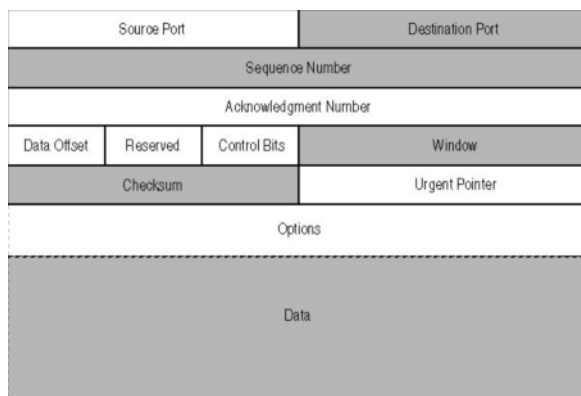 Source Port Destination Port
Sequence Number
Acknowledgment Number
Data Offset Reserved Control Bits Window
Checksum Urgent Pointer
Options
Data